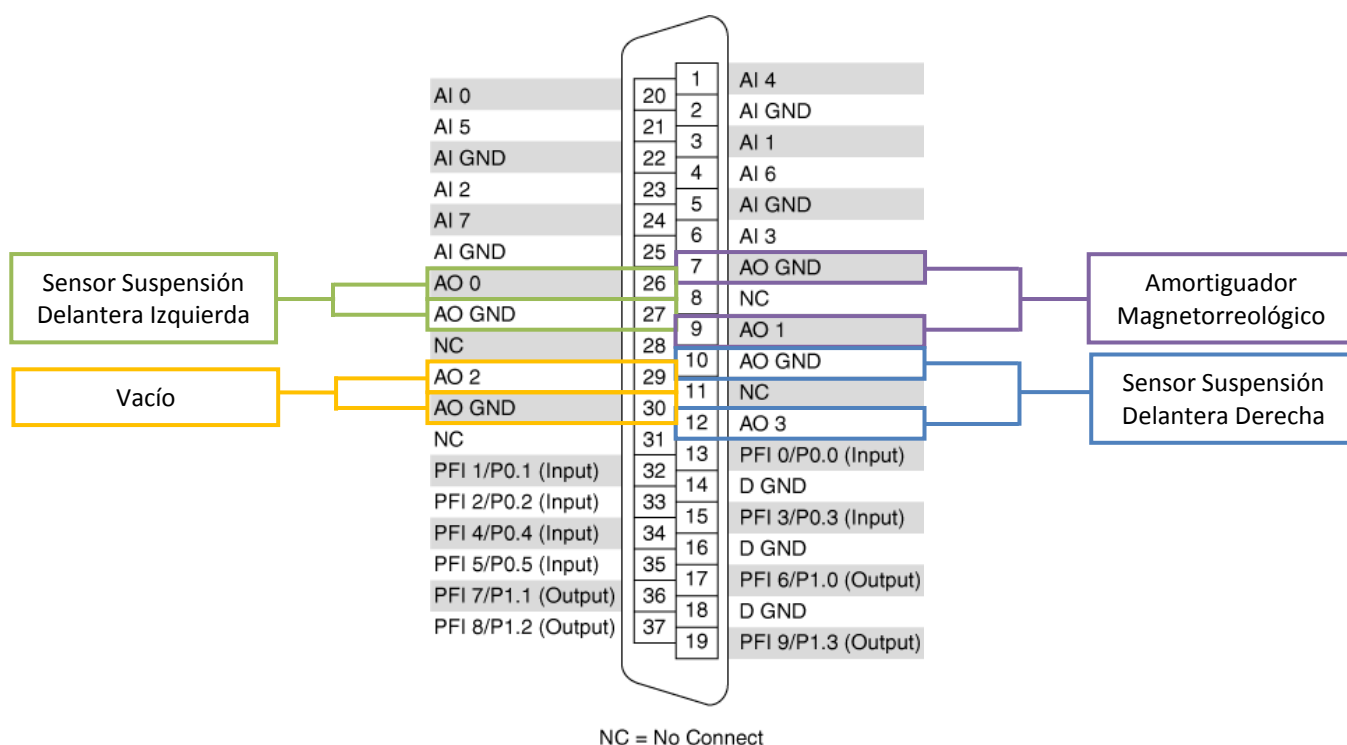 AI 0
AI 5
AI GND
AI 2
AI 7
AI GND
AO 0
AO GND
NC
AO 2
AO GND
NC
PFI 1/P0.1 (Input)
PFI 2/P0.2 (Input)
PFI 4/P0.4 (Input)
PFI 5/P0.5 (Input)
PFI 7/P1.1 (Output)
PFI 8/P1.2 (Output)
20
21
22
23
24
25
26
27
28
29
30
31
32
33
34
35
36
37
1
2
3
4
5
6
7
8
9
10
11
12
13
14
15
16
17
18
19
AI 4
AI GND
AI 1
AI 6
AI GND
AI 3
AO GND
NC
AO 1
AO GND
NC
AO 3
PFI 0/P0.0 (Input)
D GND
PFI 3/P0.3 (Input)
D GND
PFI 6/P1.0 (Output)
D GND
PFI 9/P1.3 (Output)
Sensor Suspensión
Delantera Izquierda
Vacío
Amortiguador
Magnetorreológico
Sensor Suspensión
Delantera Derecha
NC = No Connect